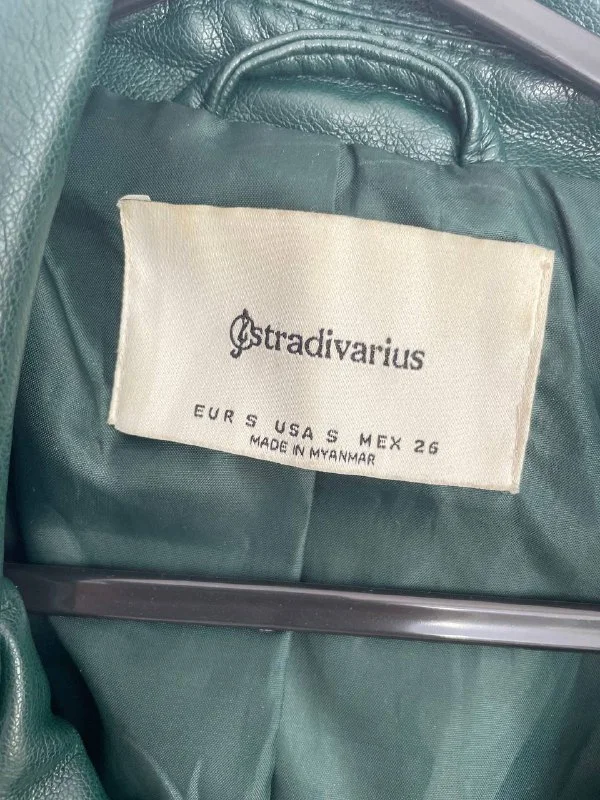 stradivarius
EUR S USA S MEX 26
MADE IN MYANMAR